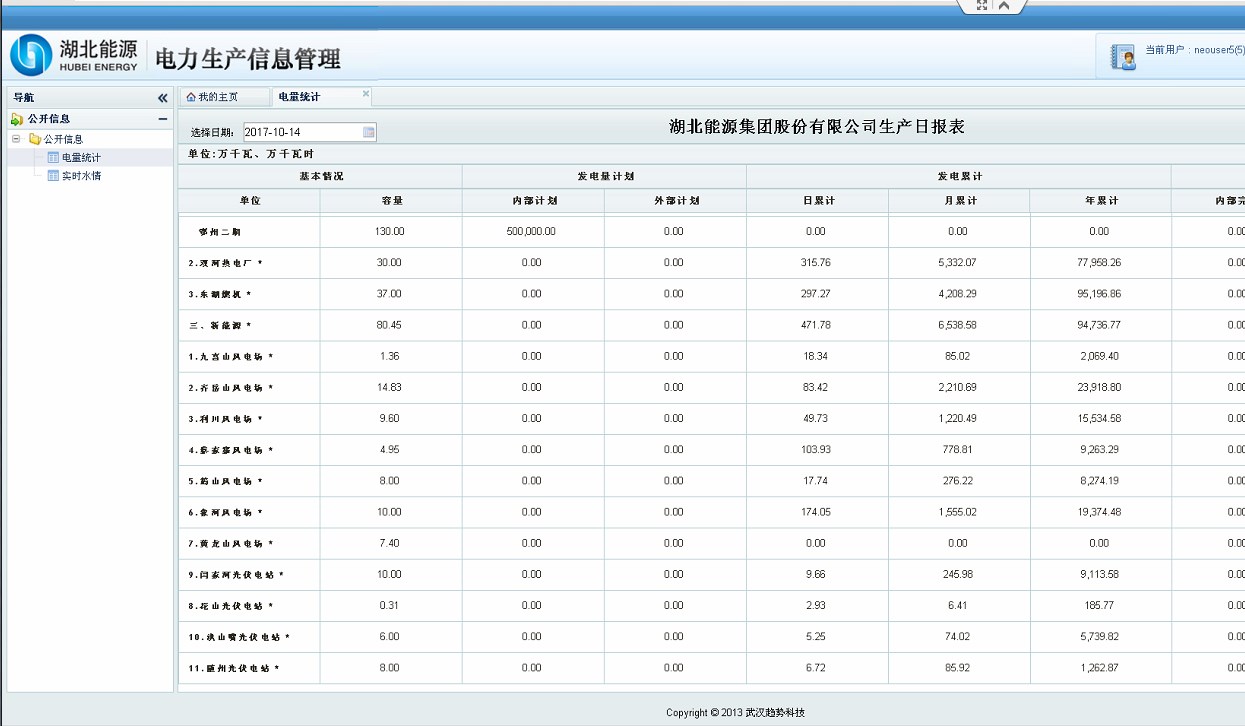 湖北能源
HUBEI ENERGY
电力生产信息管理
当前用户：neouser5(5)
导航
我的主页
电量统计
公开信息
公开信息
电量统计
实时水情
选择日期:
2017-10-14
湖北能源集团股份有限公司生产日报表
单位:万千瓦、万千瓦时
基本情况 发电量计划 发电累计
单位 容量 内部计划 外部计划 日累计 月累计 年累计 内部完
鄂州二期 130.00 500,000.00 0.00 0.00 0.00 0.00 0.00
2.双河热电厂 * 30.00 0.00 0.00 315.76 5,332.07 77,958.26 0.00
3.东湖燃机 * 37.00 0.00 0.00 297.27 4,208.29 95,196.86 0.00
三、新能源 * 80.45 0.00 0.00 471.78 6,538.58 94,736.77 0.00
1.九宫山风电场 * 1.36 0.00 0.00 18.34 85.02 2,069.40 0.00
2.齐岳山风电场 * 14.83 0.00 0.00 83.42 2,210.69 23,918.80 0.00
3.利川风电场 * 9.60 0.00 0.00 49.73 1,220.49 15,534.58 0.00
4.蔡家寨风电场 * 4.95 0.00 0.00 103.93 778.81 9,263.29 0.00
5.山风电场 * 8.00 0.00 0.00 17.74 276.22 8,274.19 0.00
6.象河风电场 * 10.00 0.00 0.00 174.05 1,555.02 19,374.48 0.00
7.黄龙山风电场 * 7.40 0.00 0.00 0.00 0.00 0.00 0.00
9.闫家河光伏电站 * 10.00 0.00 0.00 9.66 245.98 9,113.58 0.00
8.花山光伏电站 * 0.31 0.00 0.00 2.93 6.41 185.77 0.00
10.洪山嘴光伏电站 * 6.00 0.00 0.00 5.25 74.02 5,739.82 0.00
11.随州光伏电站 * 8.00 0.00 0.00 6.72 85.92 1,262.87 0.00
Copyright © 2013 武汉趋势科技